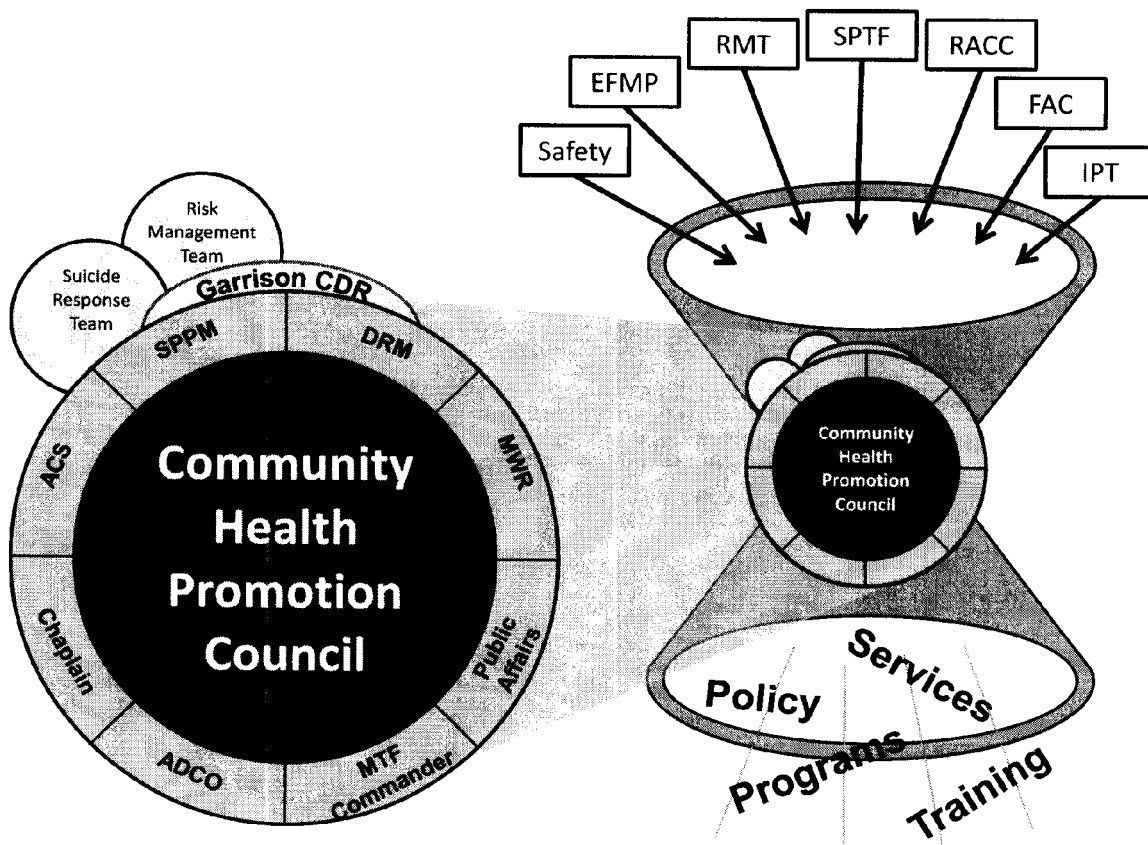 Risk
Management
Team
Suicide
Response
Team
Garrison CDR
SPPM
DRM
ACS
MWR
Chaplain
Public
Affairs
ADCO
MTF
Commander
Community
Health
Promotion
Council
Safety
EFMP
RMT
SPTF
RACC
FAC
IPT
Community
Health
Promotion
Council
Policy
Services
Programs
Training